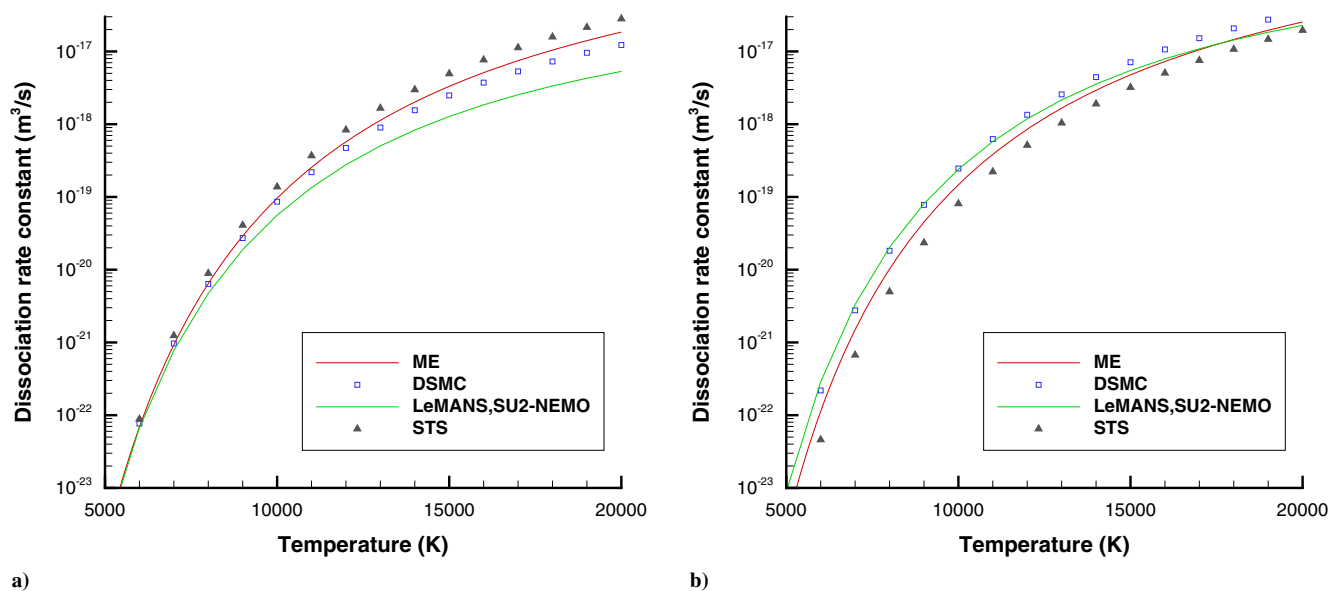 Dissociation rate constant (m³/s)
10⁻¹⁷
10⁻¹⁸
10⁻¹⁹
10⁻²⁰
10⁻²¹
10⁻²²
10⁻²³
ME
DSMC
LeMANS,SU2-NEMO
STS
5000 10000 15000 20000
Temperature (K)
a)
Dissociation rate constant (m³/s)
10⁻¹⁷
10⁻¹⁸
10⁻¹⁹
10⁻²⁰
10⁻²¹
10⁻²²
10⁻²³
ME
DSMC
LeMANS,SU2-NEMO
STS
5000 10000 15000 20000
Temperature (K)
b)